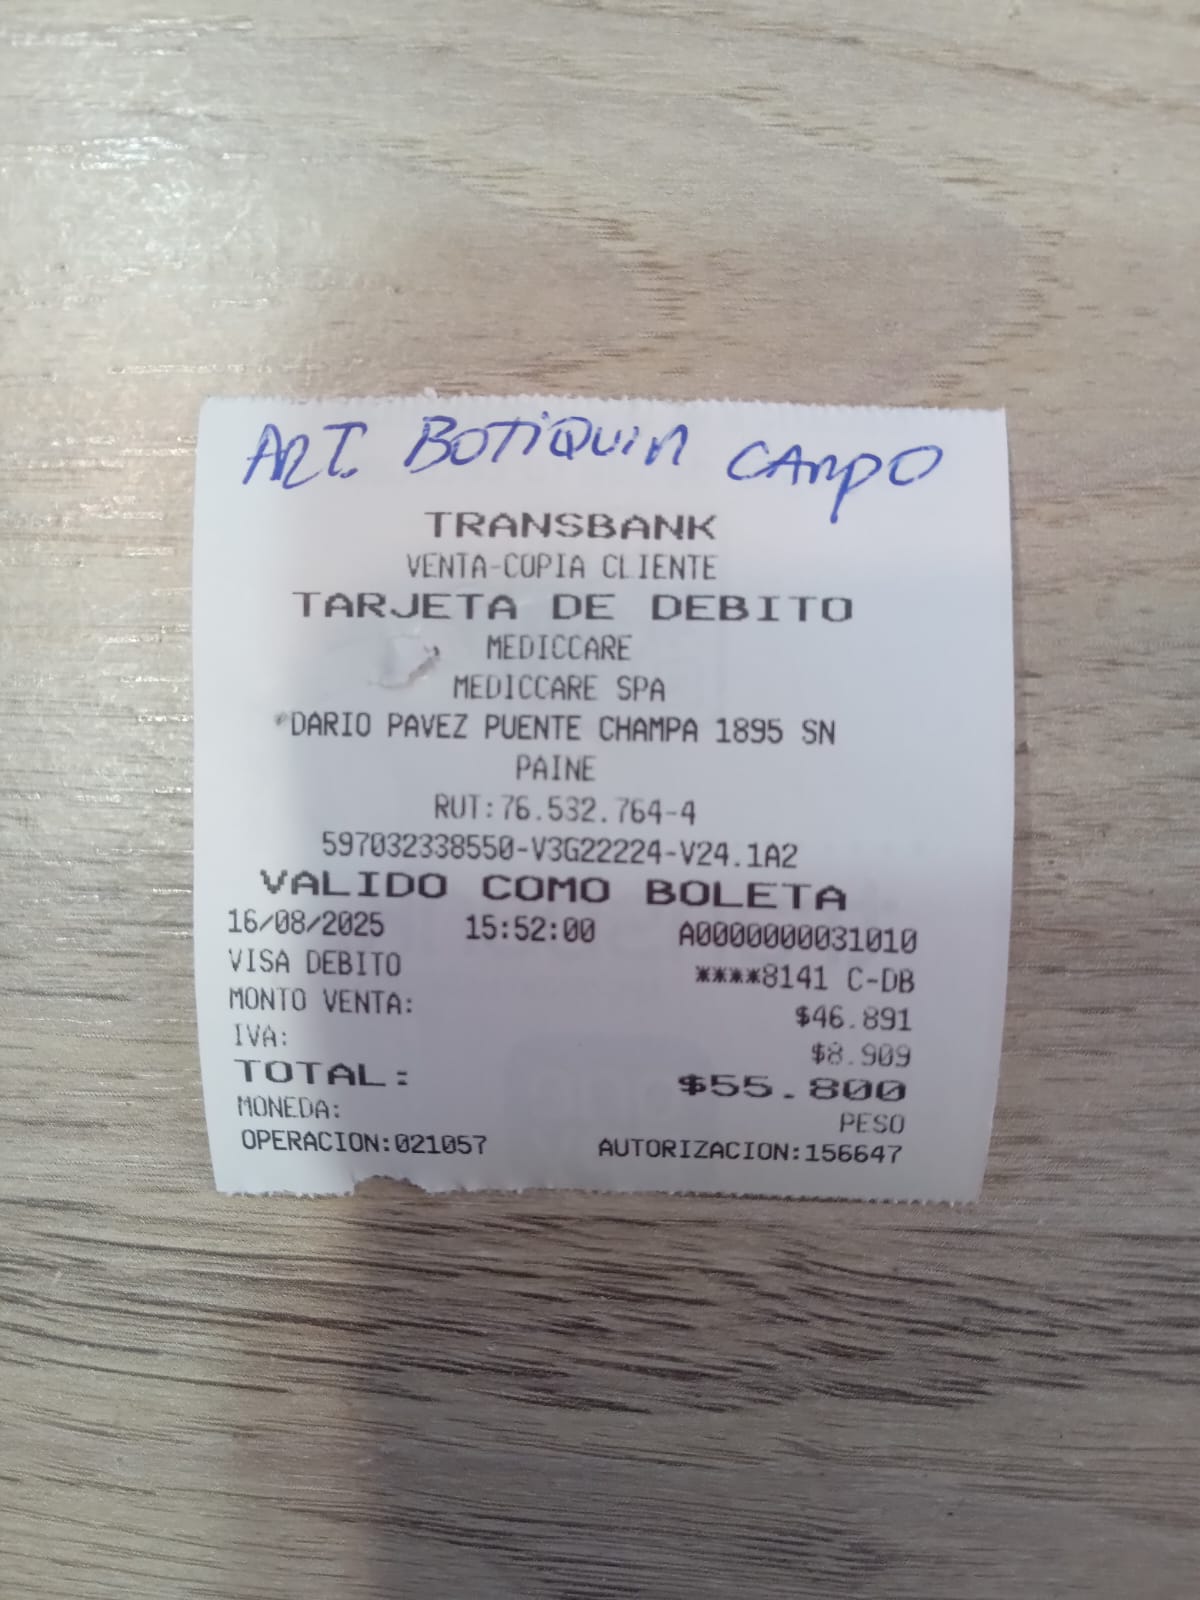 ART. BOTiQUIN CAMPO
TRANSBANK
VENTA-COPIA CLIENTE
TARJETA DE DEBITO
MEDICCARE
MEDICCARE SPA
DARIO PAVEZ PUENTE CHAMPA 1895 SN
PAINE
RUT:76.532.764-4
597032338550-V3G22224-V24.1A2
VALIDO COMO BOLETA
16/08/2025 15:52:00 A0000000031010
VISA DEBITO ****8141 C-DB
MONTO VENTA: $46.891
IVA: $8.909
TOTAL: $55.800
MONEDA: PESO
OPERACION:021057 AUTORIZACION:156647